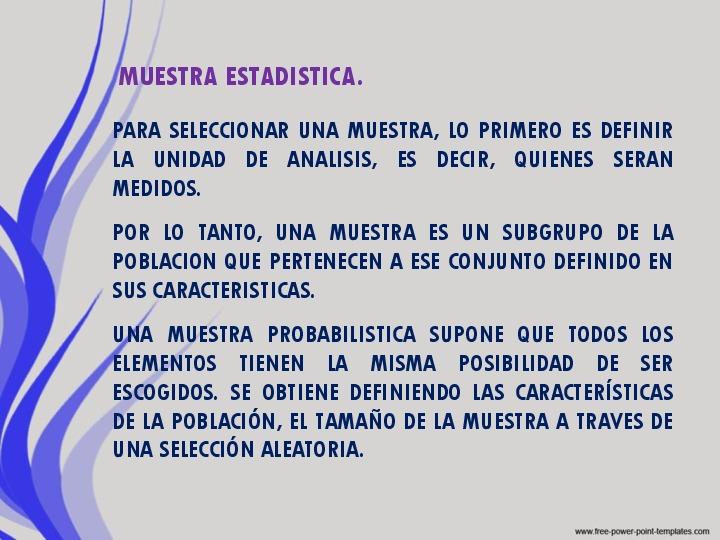 MUESTRA ESTADISTICA.
PARA SELECCIONAR UNA MUESTRA, LO PRIMERO ES DEFINIR
LA UNIDAD DE ANALISIS, ES DECIR, QUIENES SERAN
MEDIDOS.
POR LO TANTO, UNA MUESTRA ES UN SUBGRUPO DE LA
POBLACION QUE PERTENECEN A ESE CONJUNTO DEFINIDO EN
SUS CARACTERISTICAS.
UNA MUESTRA PROBABILISTICA SUPONE QUE TODOS LOS
ELEMENTOS TIENEN LA MISMA POSIBILIDAD DE SER
ESCOGIDOS. SE OBTIENE DEFINIENDO LAS CARACTERÍSTICAS
DE LA POBLACIÓN, EL TAMAÑO DE LA MUESTRA A TRAVES DE
UNA SELECCIÓN ALEATORIA.
www.free-power-point-templates.com